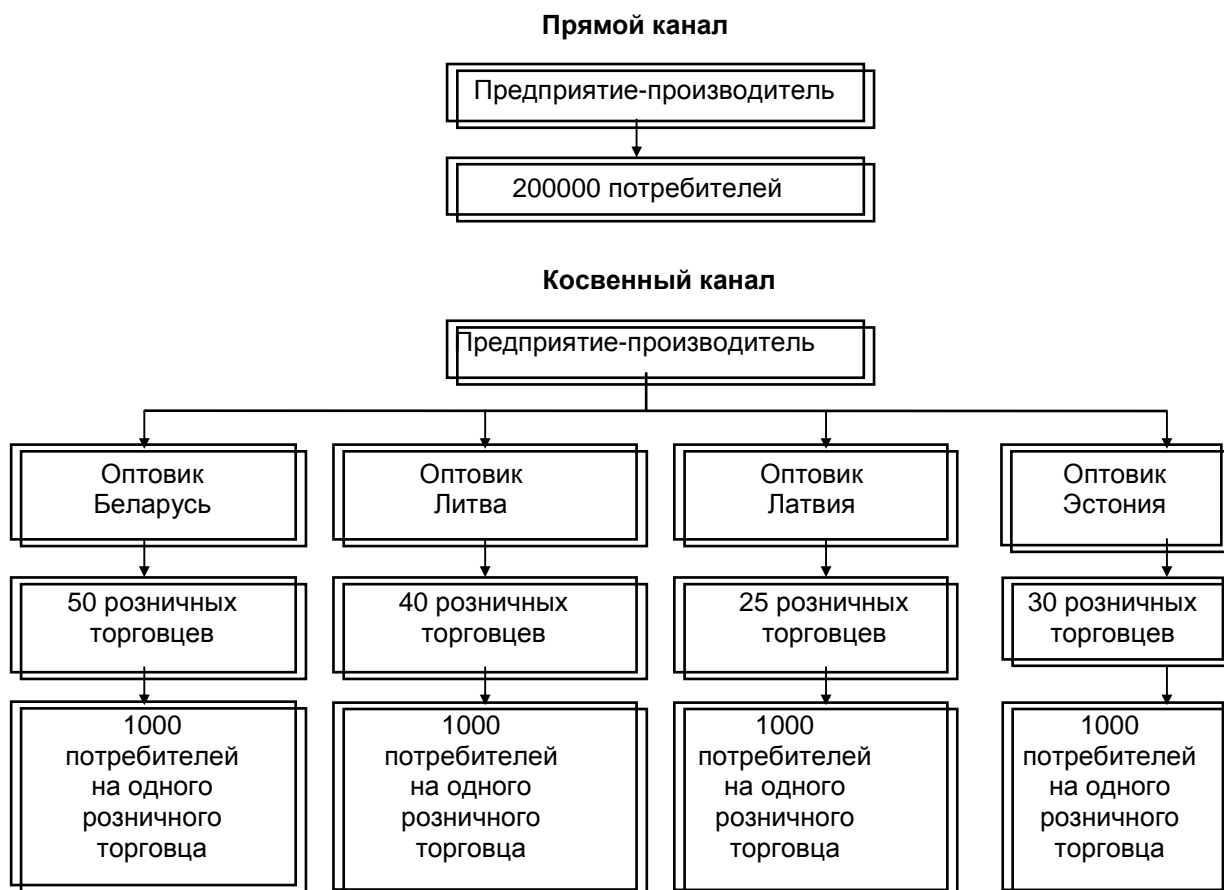 Прямой канал
Предприятие-производитель
200000 потребителей
Косвенный канал
Предприятие-производитель
Оптовик
Беларусь
Оптовик
Литва
Оптовик
Латвия
Оптовик
Эстония
50 розничных
торговцев
40 розничных
торговцев
25 розничных
торговцев
30 розничных
торговцев
1000
потребителей
на одного
розничного
торговца
1000
потребителей
на одного
розничного
торговца
1000
потребителей
на одного
розничного
торговца
1000
потребителей
на одного
розничного
торговца